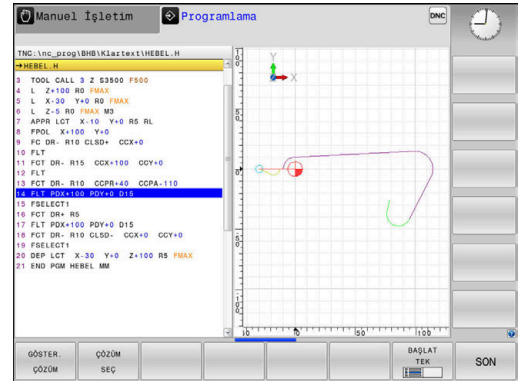 Manuel İşletim
Programlama
DNC
TNC:\nc_prog\BHB\Klartext\HEBEL.H
→HEBEL.H
3 TOOL CALL 3 Z S3500 F500
4 L Z+100 R0 FMAX
5 L X-30 Y+0 R0 FMAX
6 L Z-5 R0 FMAX M3
7 APPR LCT X-10 Y+0 R5 RL
8 FPOL X+100 Y+0
9 FC DR- R10 CLSD+ CCX+0
10 FLT
11 FCT DR- R15 CCX+100 CCY+0
12 FLT
13 FCT DR- R10 CCPR+40 CCPA-110
14 FLT PDX+100 PDY+0 D15
15 FSELECT1
16 FCT DR+ R5
17 FLT PDX+100 PDY+0 D15
18 FCT DR- R10 CLSD- CCX+0 CCY+0
19 FSELECT1
20 DEP LCT X-30 Y+0 Z+100 R5 FMAX
21 END PGM HEBEL MM
Y
X
0
50
100
GÖSTER. ÇÖZÜM
ÇÖZÜM SEÇ
BAŞLAT TEK
SON